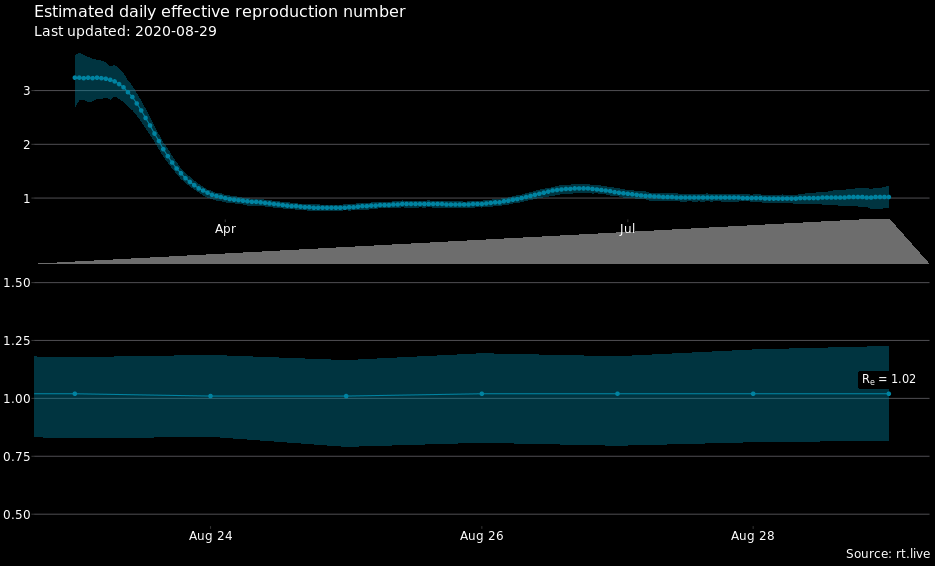 Estimated daily effective reproduction number
Last updated: 2020-08-29
3
2
1
Apr
Jul
1.50
1.25
Re = 1.02
1.00
0.75
0.50
Aug 24
Aug 26
Aug 28
Source: rt.live